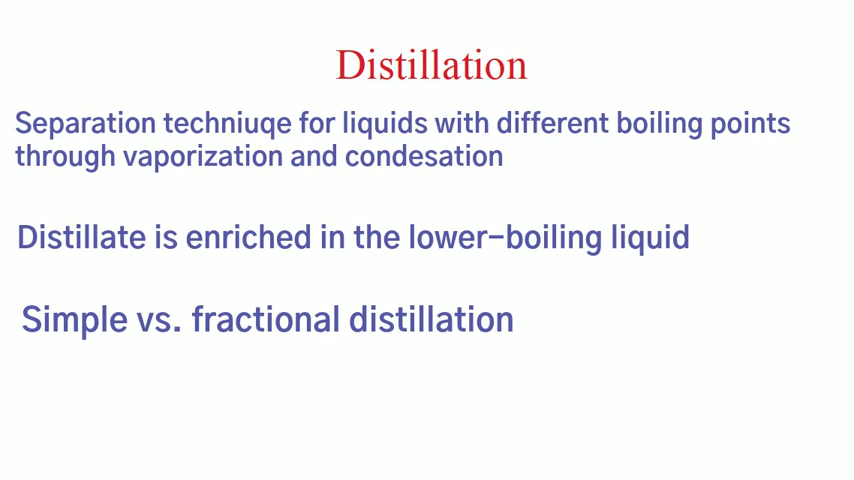 Distillation
Separation techniuqe for liquids with different boiling points
through vaporization and condesation
Distillate is enriched in the lower-boiling liquid
Simple vs. fractional distillation